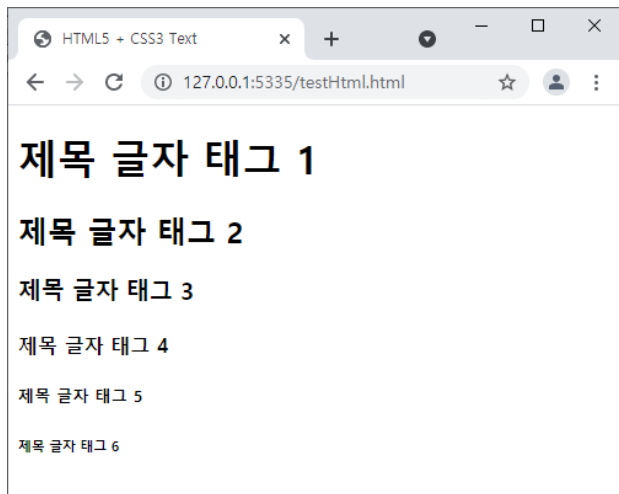 HTML5 + CSS3 Text
127.0.0.1:5335/testHtml.html
제목 글자 태그 1
제목 글자 태그 2
제목 글자 태그 3
제목 글자 태그 4
제목 글자 태그 5
제목 글자 태그 6